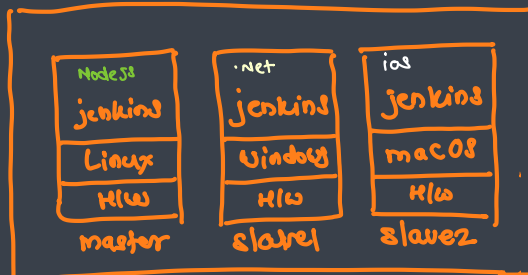 NodeJS
jenkins
Linux
H/W
master
.Net
jenkins
windows
H/W
slave1
ios
jenkins
macOS
H/W
slave2